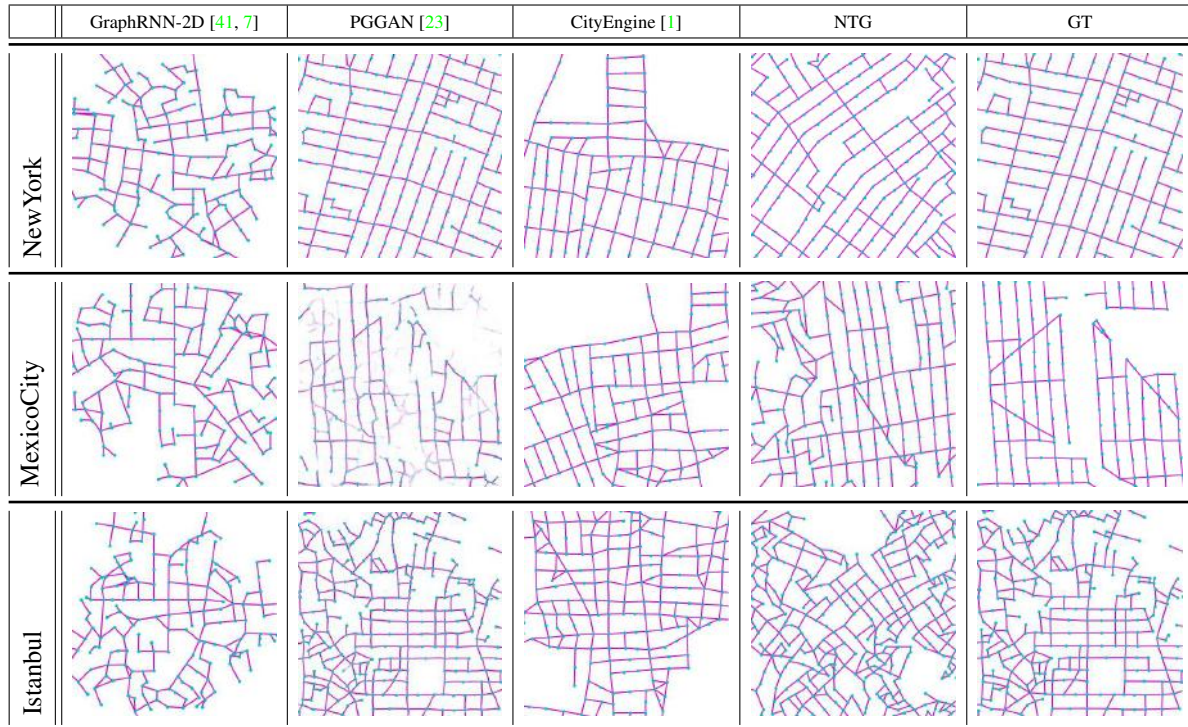 GraphRNN-2D [41, 7] PGGAN [23] CityEngine [1] NTG GT
NewYork
MexicoCity
Istanbul